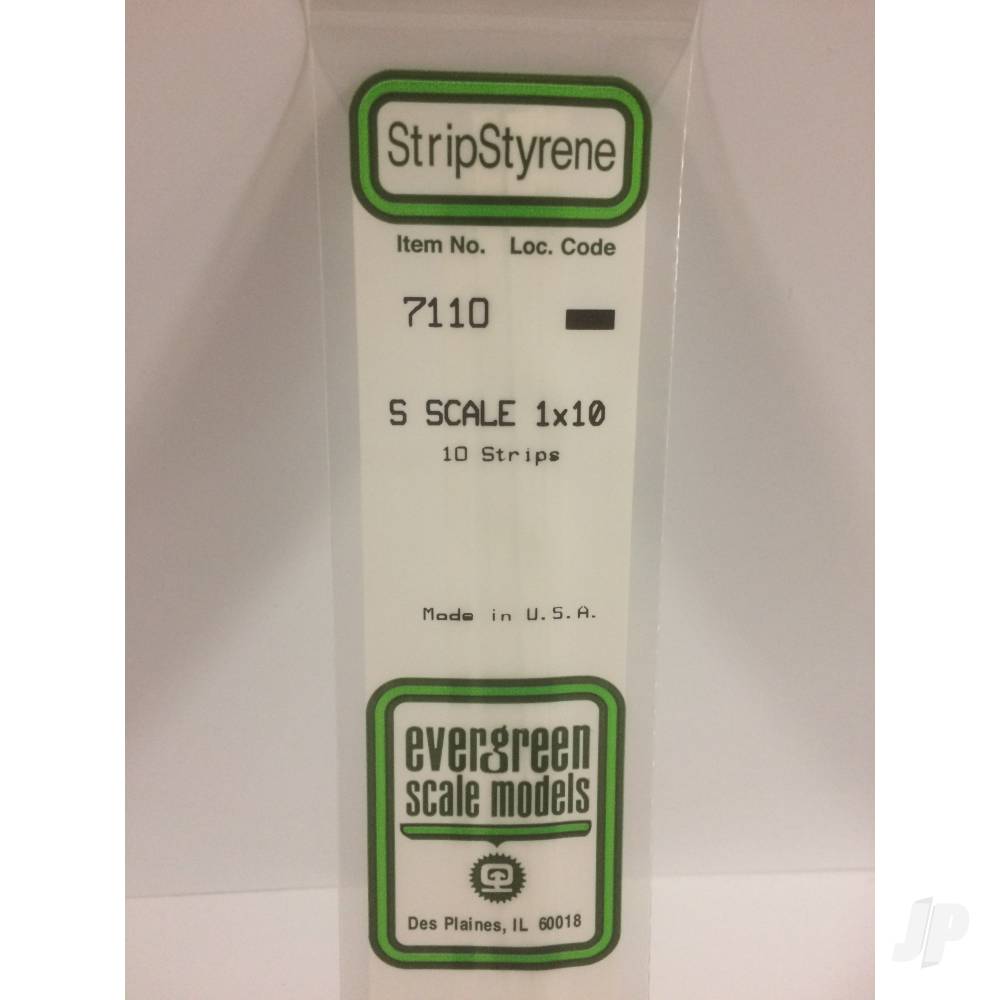 StripStyrene
Item No. Loc. Code
7110
S SCALE 1x10
10 Strips
Made in U.S.A.
evergreen
scale models
Des Plaines, IL 60018
JP